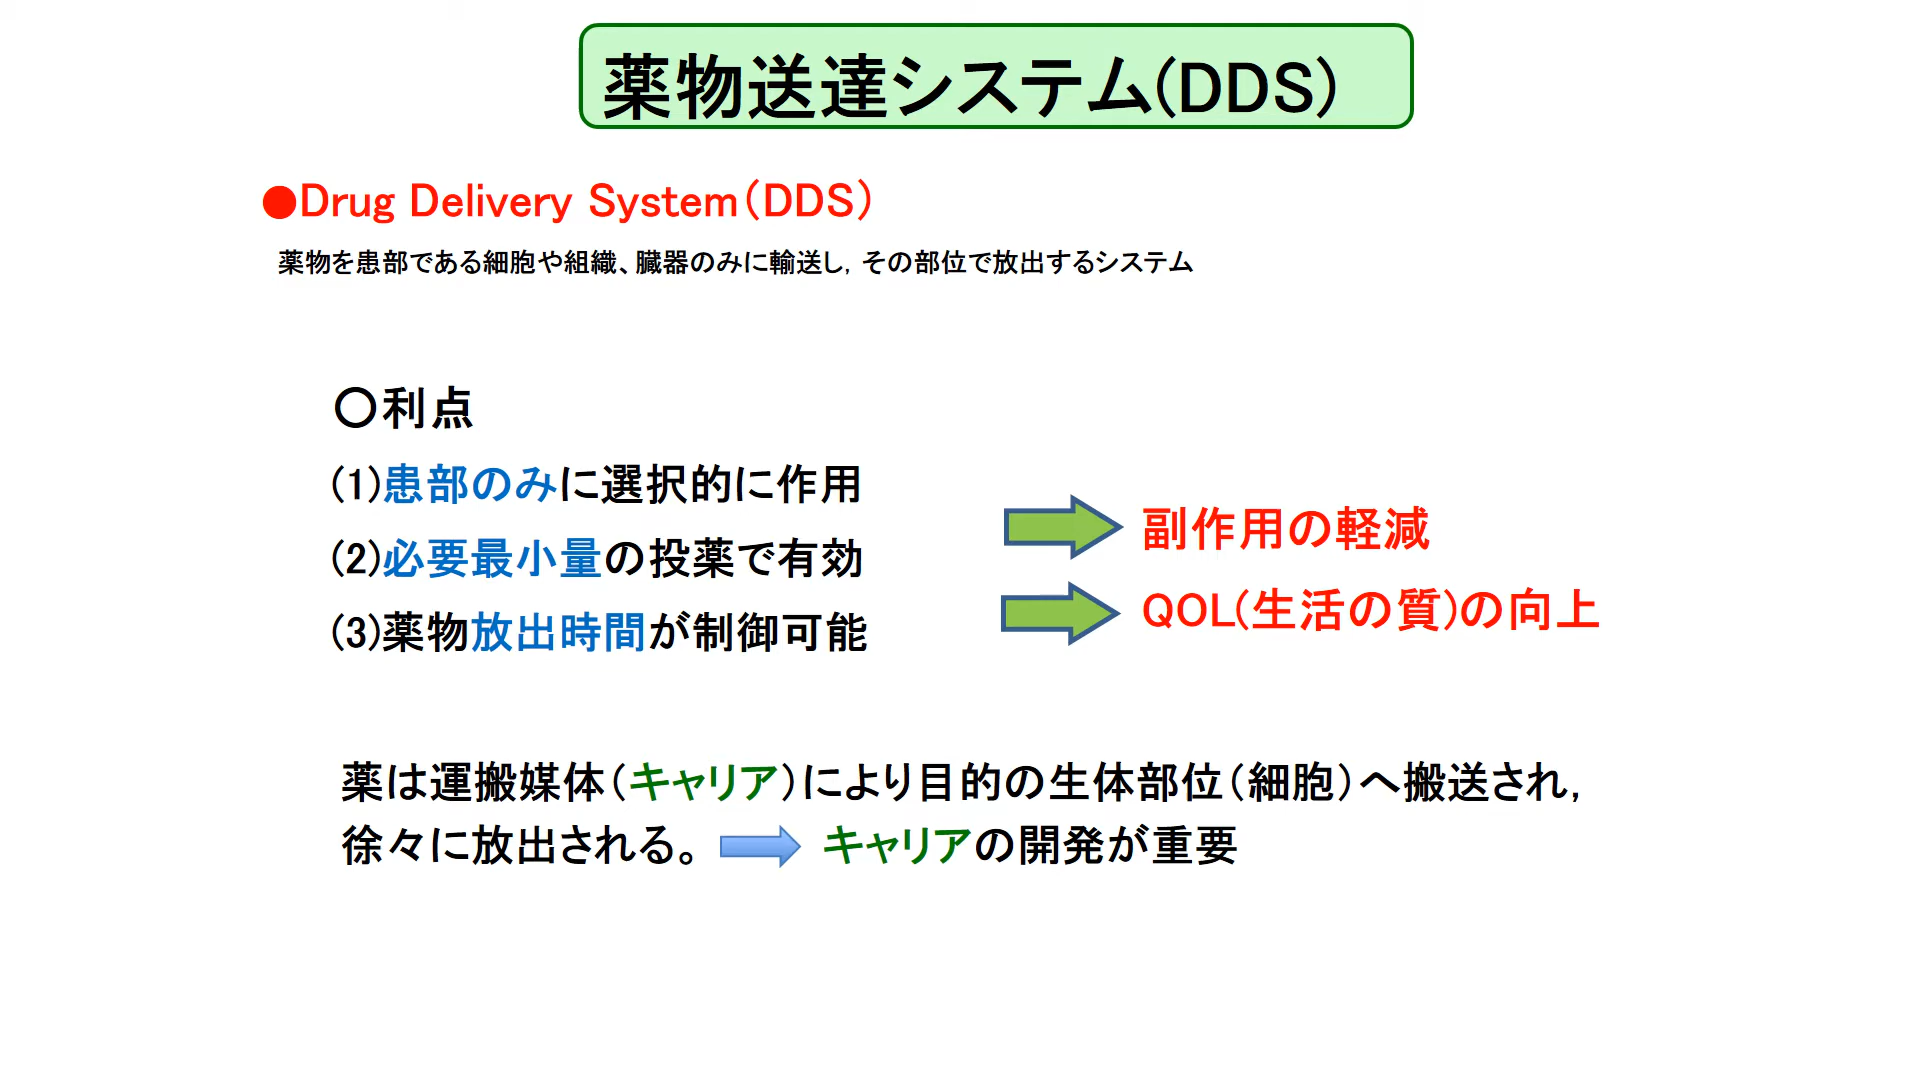 薬物送達システム(DDS)
●Drug Delivery System(DDS)
薬物を患部である細胞や組織、臓器のみに輸送し,その部位で放出するシステム
〇利点
(1)患部のみに選択的に作用
(2)必要最小量の投薬で有効
(3)薬物放出時間が制御可能
副作用の軽減
QOL(生活の質)の向上
薬は運搬媒体(キャリア)により目的の生体部位(細胞)へ搬送され,
徐々に放出される。 キャリアの開発が重要